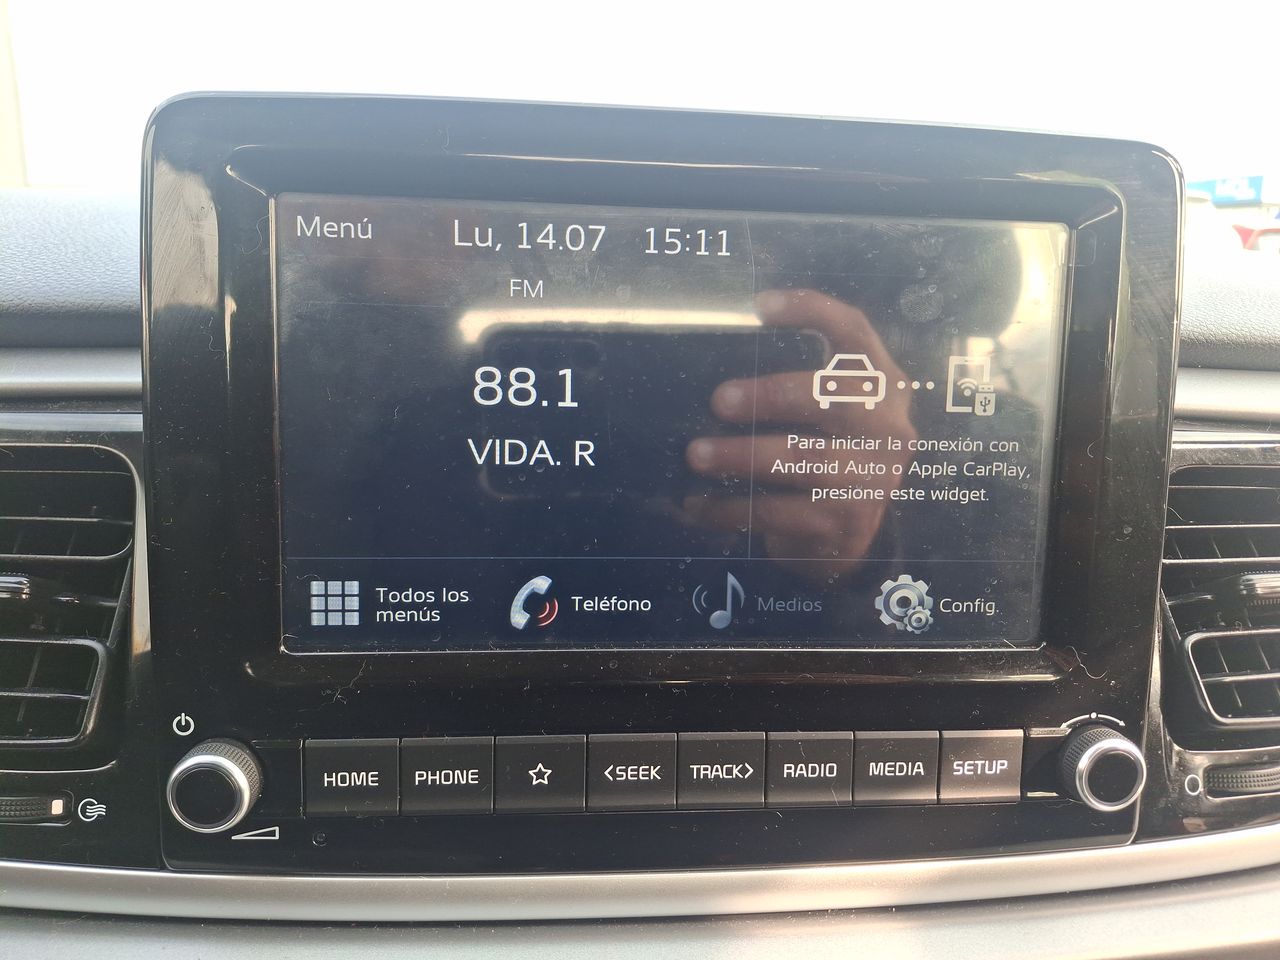 Menú
Lu, 14.07
15:11
FM
88.1
VIDA. R
Para iniciar la conexión con
Android Auto o Apple CarPlay,
presione este widget.
Todos los
menús
Teléfono
Medios
Config.
HOME
PHONE
<SEEK
TRACK>
RADIO
MEDIA
SETUP